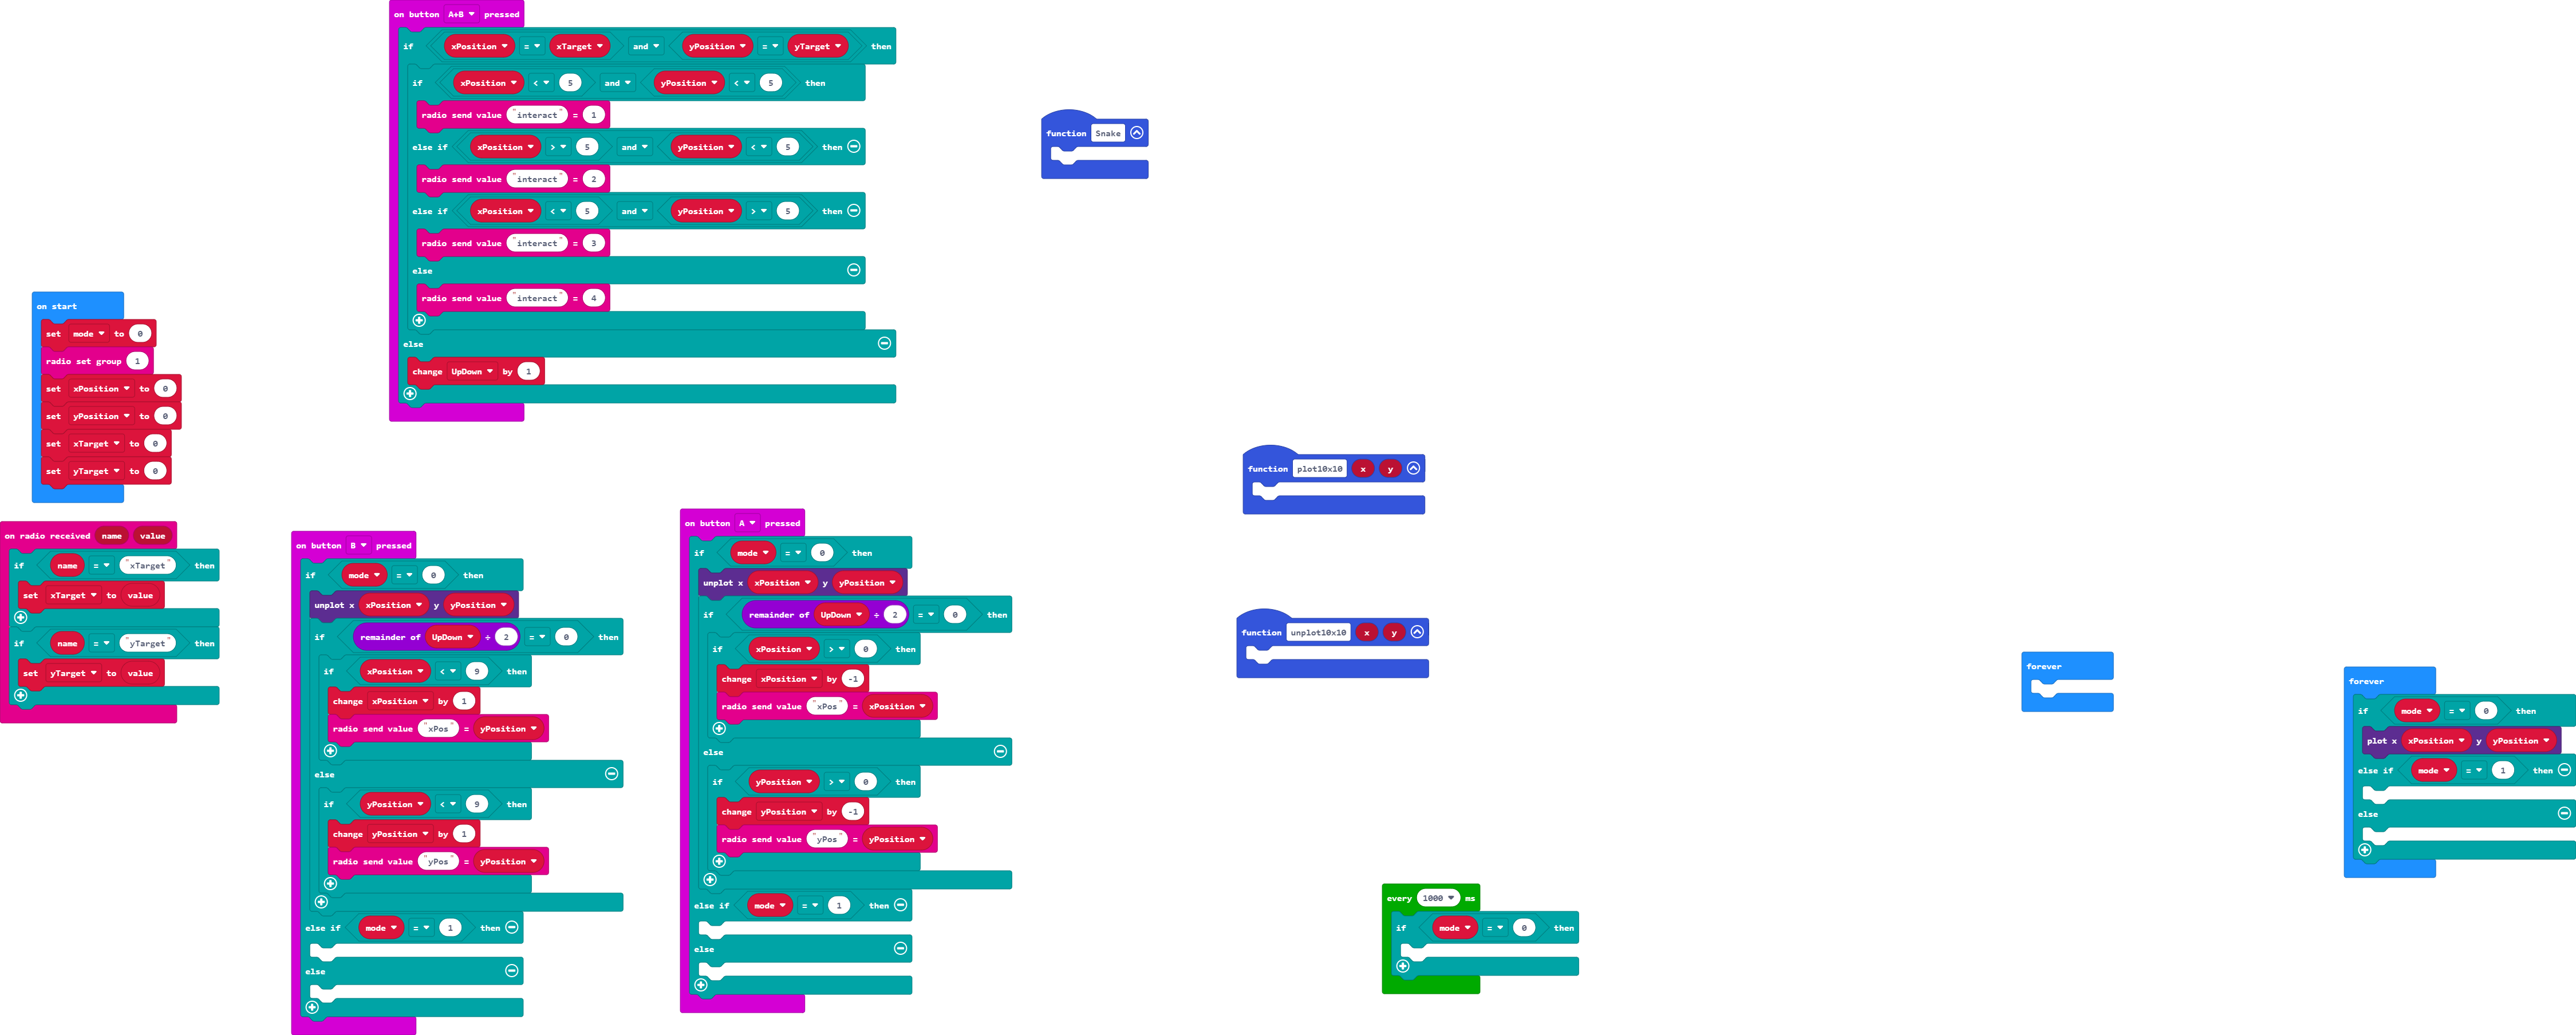 on button A+B pressed
if xPosition = xTarget and yPosition = yTarget then
if xPosition < 5 and yPosition < 5 then
radio send value "interact" = 1
else if xPosition > 5 and yPosition < 5 then
radio send value "interact" = 2
else if xPosition < 5 and yPosition > 5 then
radio send value "interact" = 3
else
radio send value "interact" = 4
else
change UpDown by 1
function Snake
on start
set mode to 0
radio set group 1
set xPosition to 0
set yPosition to 0
set xTarget to 0
set yTarget to 0
function plot10x10 x y
on radio received name value
if name = "xTarget" then
set xTarget to value
if name = "yTarget" then
set yTarget to value
on button B pressed
if mode = 0 then
unplot x xPosition y yPosition
if remainder of UpDown ÷ 2 = 0 then
if xPosition < 9 then
change xPosition by 1
radio send value "xPos" = yPosition
else
if yPosition < 9 then
change yPosition by 1
radio send value "yPos" = yPosition
else if mode = 1 then
else
on button A pressed
if mode = 0 then
unplot x xPosition y yPosition
if remainder of UpDown ÷ 2 = 0 then
if xPosition > 0 then
change xPosition by -1
radio send value "xPos" = xPosition
else
if yPosition > 0 then
change yPosition by -1
radio send value "yPos" = yPosition
else if mode = 1 then
else
function unplot10x10 x y
every 1000 ms
if mode = 0 then
forever
forever
if mode = 0 then
plot x xPosition y yPosition
else if mode = 1 then
else